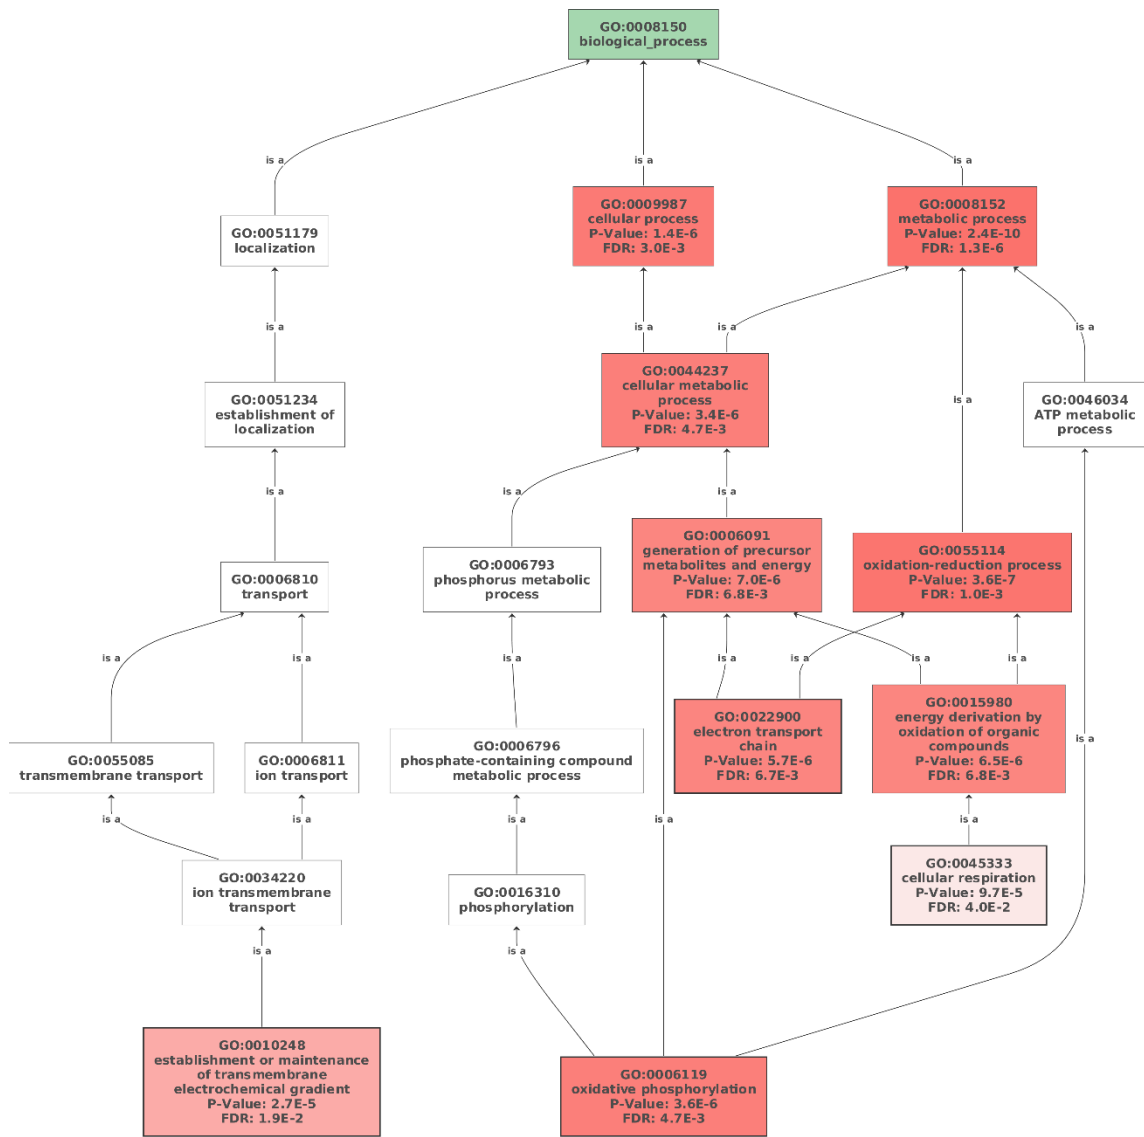 GO:0008150
biological_process
is a
is a
is a
GO:0051179
localization
GO:0009987
cellular process
P-Value: 1.4E-6
FDR: 3.0E-3
GO:0008152
metabolic process
P-Value: 2.4E-10
FDR: 1.3E-6
is a
is a
is a
is a
is a
GO:0051234
establishment of
localization
GO:0044237
cellular metabolic
process
P-Value: 3.4E-6
FDR: 4.7E-3
GO:0046034
ATP metabolic
process
is a
is a
is a
GO:0006810
transport
GO:0006793
phosphorus metabolic
process
GO:0006091
generation of precursor
metabolites and energy
P-Value: 7.0E-6
FDR: 6.8E-3
GO:0055114
oxidation-reduction process
P-Value: 3.6E-7
FDR: 1.0E-3
is a
is a
is a
is a
is a
is a
is a
GO:0055085
transmembrane transport
GO:0006811
ion transport
GO:0006796
phosphate-containing compound
metabolic process
GO:0022900
electron transport
chain
P-Value: 5.7E-6
FDR: 6.7E-3
GO:0015980
energy derivation by
oxidation of organic
compounds
P-Value: 6.5E-6
FDR: 6.8E-3
is a
is a
is a
is a
is a
is a
is a
GO:0034220
ion transmembrane
transport
GO:0016310
phosphorylation
GO:0045333
cellular respiration
P-Value: 9.7E-5
FDR: 4.0E-2
is a
is a
GO:0010248
establishment or maintenance
of transmembrane
electrochemical gradient
P-Value: 2.7E-5
FDR: 1.9E-2
GO:0006119
oxidative phosphorylation
P-Value: 3.6E-6
FDR: 4.7E-3